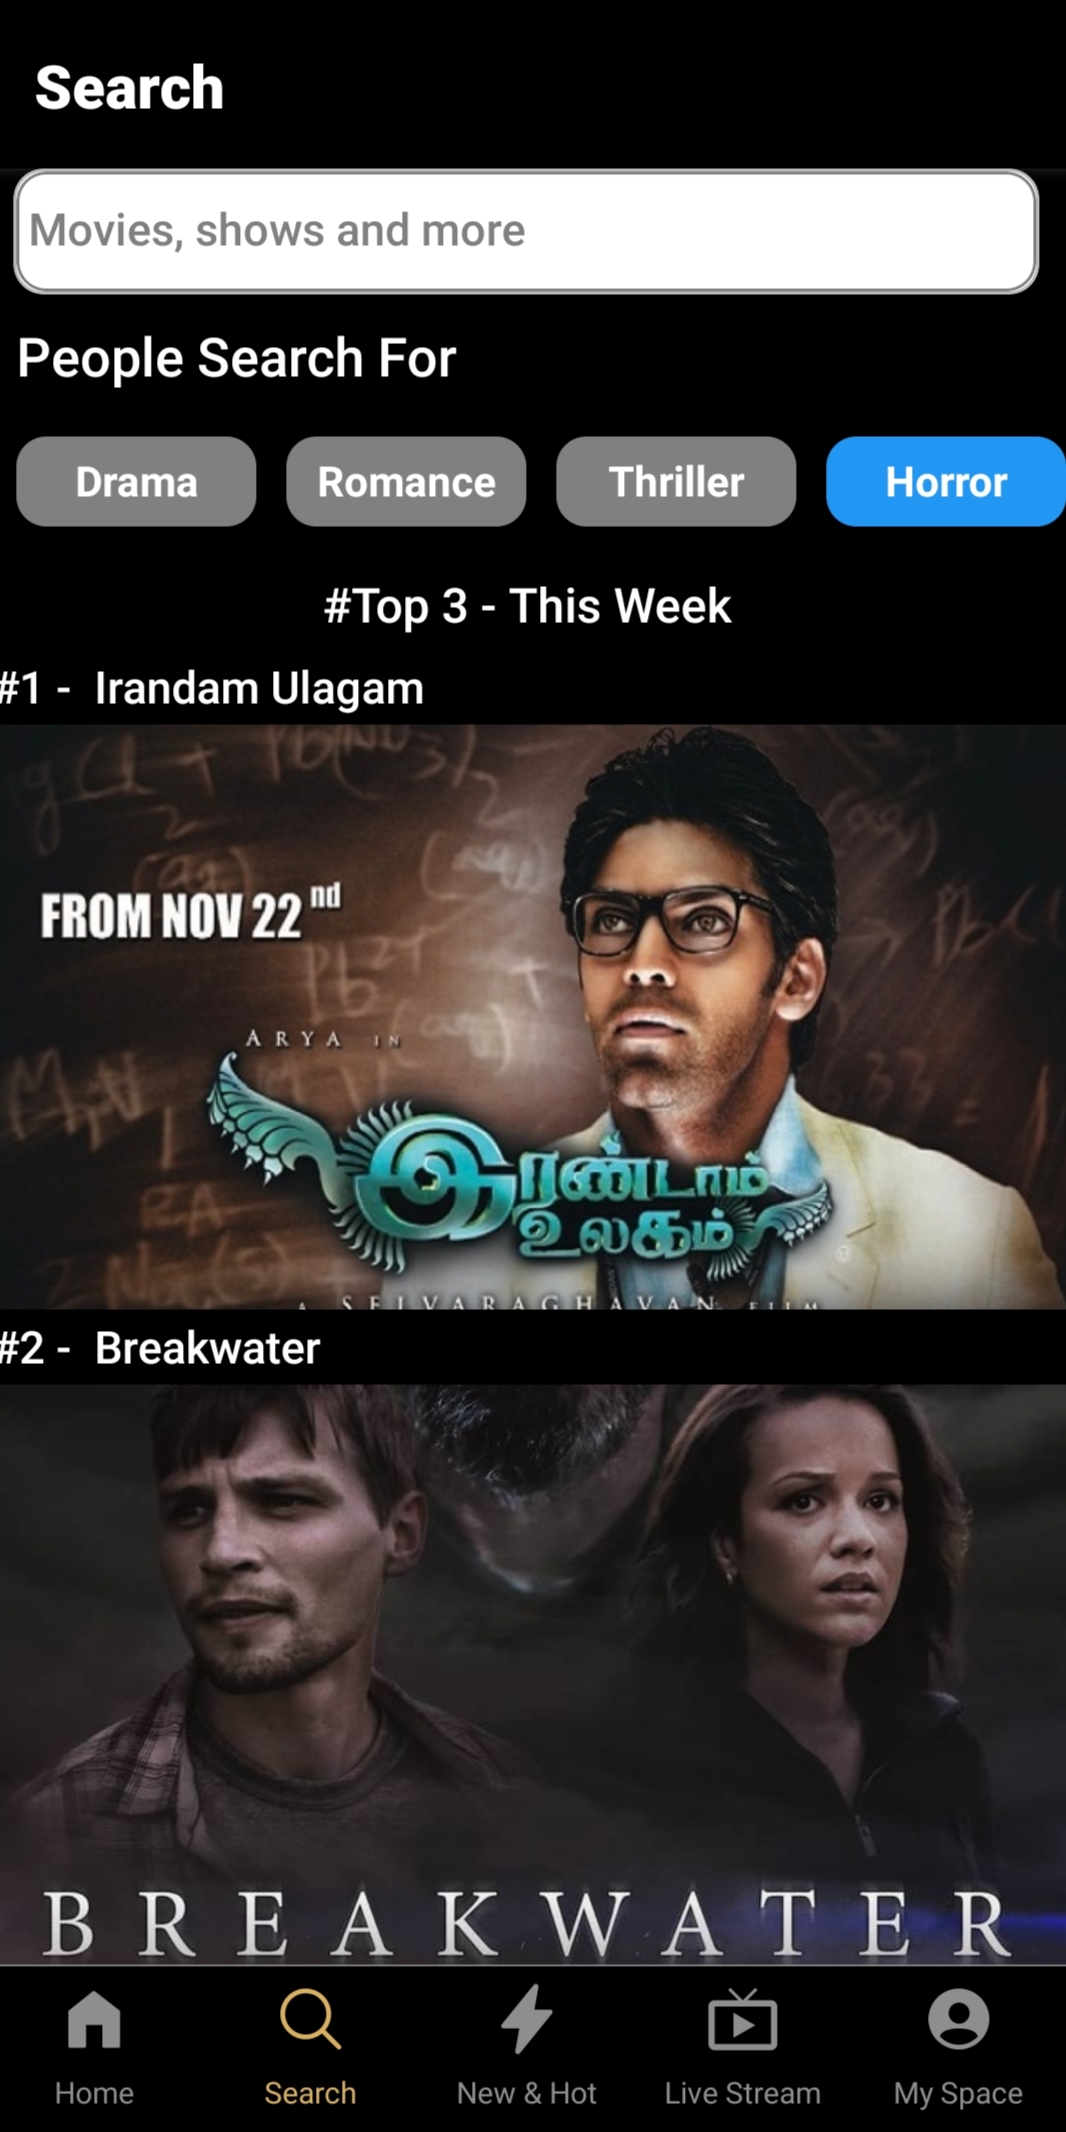 Search
Movies, shows and more
People Search For
Drama Romance Thriller Horror
#Top 3 - This Week
#1 - Irandam Ulagam
FROM NOV 22nd
ARYA IN
இரண்டாம்
உலகம்
A SELVARAGHAVAN FILM
#2 - Breakwater
BREAKWATER
Home Search New & Hot Live Stream My Space